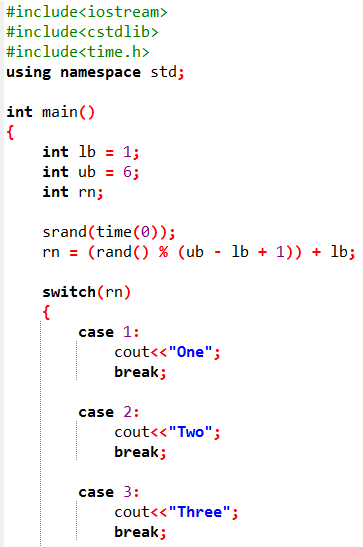 #include<iostream>
#include<cstdlib>
#include<time.h>
using namespace std;
int main()
{
int lb = 1;
int ub = 6;
int rn;
srand(time(0));
rn = (rand() % (ub - lb + 1)) + lb;
switch(rn)
{
case 1:
cout<<"One";
break;
case 2:
cout<<"Two";
break;
case 3:
cout<<"Three";
break;